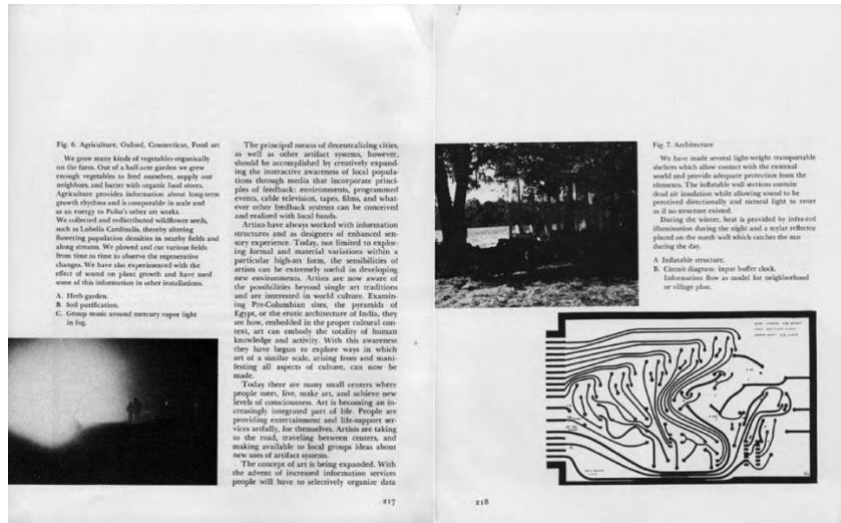 Fig. 6. Agriculture, Oxford, Connecticut, Food art
We grow many kinds of vegetables organically
on the farm. Out of a half-acre garden we grew
enough vegetables to feed ourselves, supply our
neighbors, and barter with organic food stores.
Agriculture provides information about long-term
growth rhythms and is comparable in scale and
as an energy to Pulsa's other art works.
We collected and redistributed wildflower seeds,
such as Lobelia Cardinalis, thereby altering
flowering population densities in nearby fields and
along streams. We plowed and cut various fields
from time to time to observe the regenerative
changes. We have also experimented with the
effect of sound on plant growth and have used
some of this information in other installations.
A. Herb garden.
B. Soil purification.
C. Group music around mercury vapor light
in fog.
The principal means of decentralizing cities,
as well as other artifact systems, however,
should be accomplished by creatively expand-
ing the interactive awareness of local popula-
tions through media that incorporate princi-
ples of feedback: environments, programmed
events, cable television, tapes, films, and what-
ever other feedback systems can be conceived
and realized with local funds.
Artists have always worked with information
structures and as designers of enhanced sen-
sory experience. Today, not limited to explor-
ing formal and material variations within a
particular high-art form, the sensibilities of
artists can be extremely useful in developing
new environments. Artists are now aware of
the possibilities beyond single art traditions
and are interested in world culture. Examin-
ing Pre-Columbian sites, the pyramids of
Egypt, or the erotic architecture of India, they
see how, embedded in the proper cultural con-
text, art can embody the totality of human
knowledge and activity. With this awareness
they have begun to explore ways in which
art of a similar scale, arising from and mani-
festing all aspects of culture, can now be
made.
Today there are many small centers where
people meet, live, make art, and achieve new
levels of consciousness. Art is becoming an in-
creasingly integrated part of life. People are
providing entertainment and life-support ser-
vices artfully, for themselves. Artists are taking
to the road, traveling between centers, and
making available to local groups ideas about
new uses of artifact systems.
The concept of art is being expanded. With
the advent of increased information services
people will have to selectively organize data
217
Fig. 7. Architecture
We have made several light-weight transportable
shelters which allow contact with the external
world and provide adequate protection from the
elements. The inflatable wall sections contain
dead air insulation while allowing sound to be
perceived directionally and natural light to enter
as if no structure existed.
During the winter, heat is provided by infra-red
illumination during the night and a mylar reflector
placed on the north wall which catches the sun
during the day.
A Inflatable structure.
B. Circuit diagram: input buffer clock.
Information flow as model for neighborhood
or village plan.
218